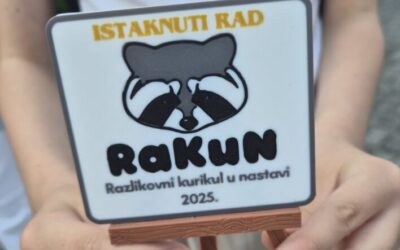 ISTAKNUTI RAD
RaKuN
Razlikovni kurikul u nastavi
2025.